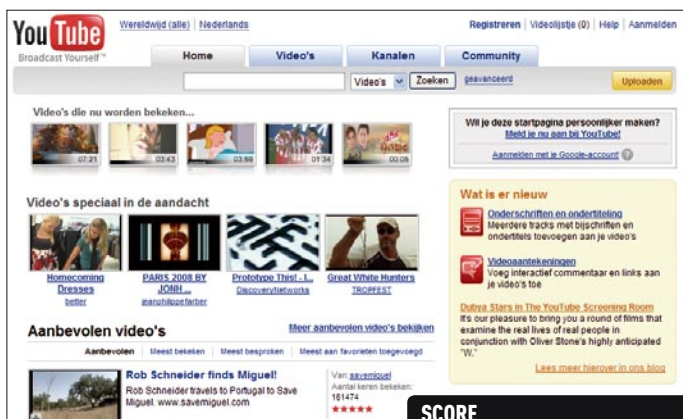 You Tube™
Broadcast Yourself™
Wereldwijd (alle) | Nederlands
Registreren | Videolijstje (0) | Help | Aanmelden
Home Video's Kanalen Community
Video's Zoeken geavanceerd Uploaden
Video's die nu worden bekeken...
07:21 03:43 03:59 01:34 00:05
Wil je deze startpagina persoonlijker maken?
Meld je nu aan bij YouTube!
Aanmelden met je Google-account ?
Video's speciaal in de aandacht
Homecoming Dresses
better
PARIS 2008 BY JONH ...
jeanphilippefarber
Prototype This! - I...
DiscoveryNetworks
Great White Hunters
TROPFEST
Wat is er nieuw
Onderschriften en ondertiteling
Meerdere tracks met bijschriften en
ondertitels toevoegen aan je video's
Videoaantekeningen
Voeg interactief commentaar en links aan
je video's toe
Dubya Stars in The YouTube Screening Room
It's our pleasure to bring you a round of films that
examine the real lives of real people in
conjunction with Oliver Stone's highly anticipated
"W."
Lees meer hierover in ons blog
Aanbevolen video's
Meer aanbevolen video's bekijken
Aanbevolen | Meest bekeken | Meest besproken | Meest aan favorieten toegevoegd
Rob Schneider finds Miguel!
Rob Schneider travels to Portugal to Save
Miguel. www.savemiguel.com
Van: savemiguel
Aantal keren bekeken:
161474
SCORE